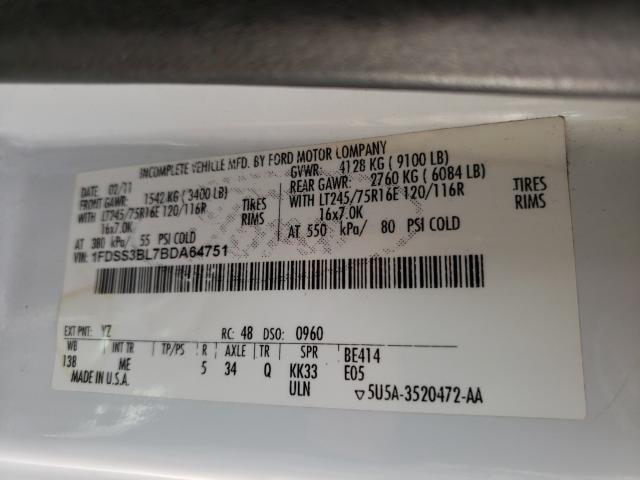 INCOMPLETE VEHICLE MFD. BY FORD MOTOR COMPANY
DATE: 02/11 GVWR: 4128 KG ( 9100 LB)
FRONT GAWR: 1542 KG ( 3400 LB) REAR GAWR: 2760 KG ( 6084 LB)
WITH LT245/75R16E 120/116R TIRES WITH LT245/75R16E 120/116R TIRES
16x7.0K RIMS 16x7.0K RIMS
AT 380 kPa/ 55 PSI COLD AT 550 kPa/ 80 PSI COLD
VIN: 1FDSS3BL7BDA64751
EXT PNT: YZ RC: 48 DSO: 0960
WB INT TR TP/PS R AXLE TR SPR BE414
138 ME 5 34 Q KK33 E05
MADE IN U.S.A. ULN ▽5U5A-3520472-AA